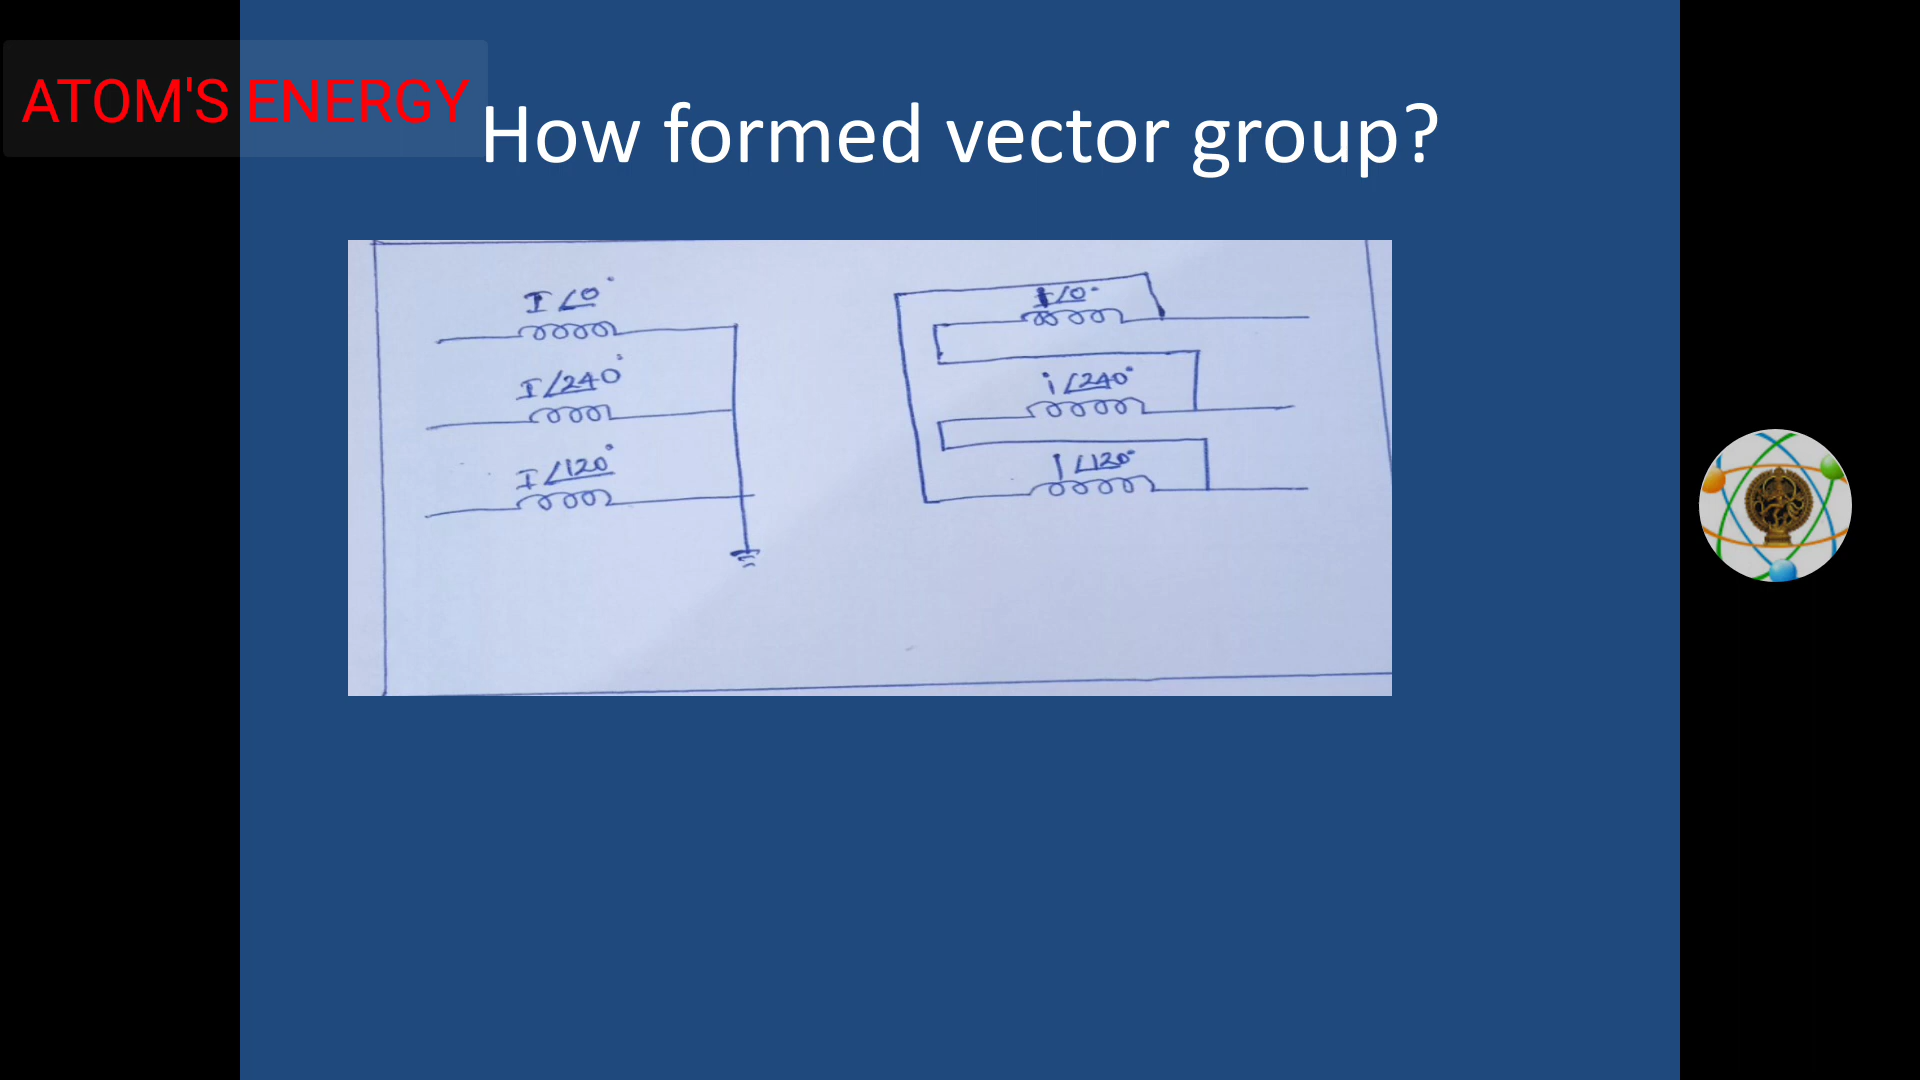 ATOM'S ENERGY
How formed vector group?
I∠0°
I∠240°
I∠120°
I∠0°
i∠240°
I∠120°